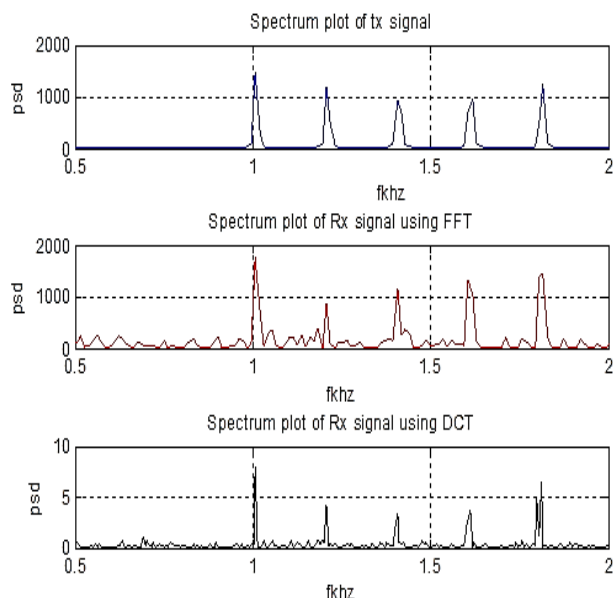 Spectrum plot of tx signal
2000
1000
0
psd
0.5 1 1.5 2
fkhz
Spectrum plot of Rx signal using FFT
2000
1000
0
psd
0.5 1 1.5 2
fkhz
Spectrum plot of Rx signal using DCT
10
5
0
psd
0.5 1 1.5 2
fkhz